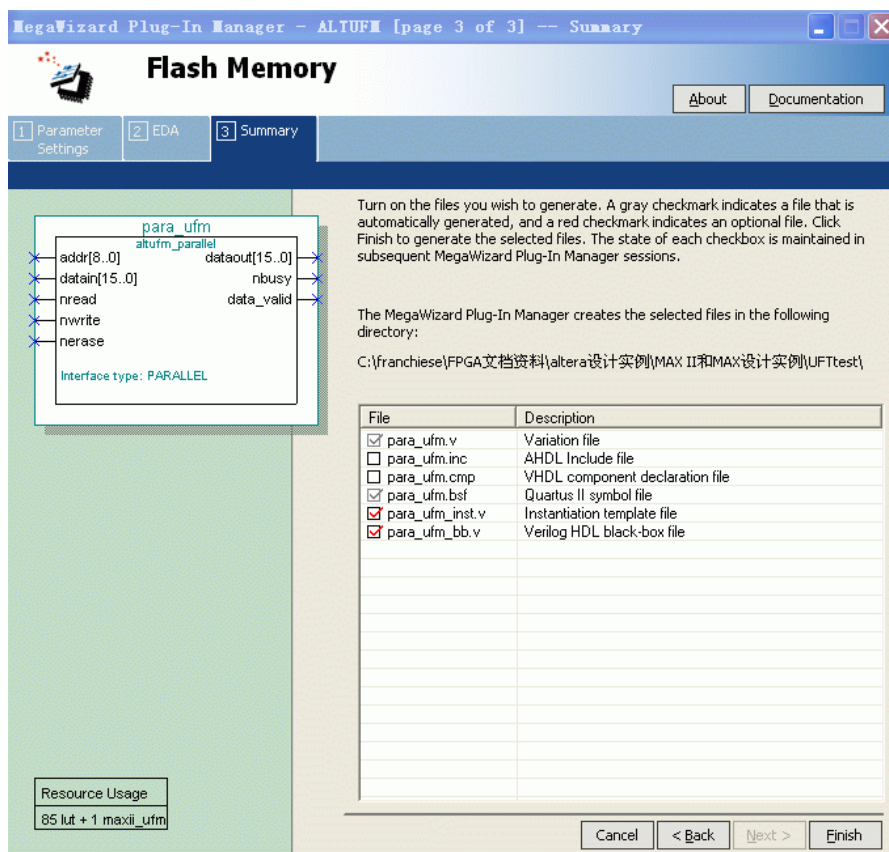 MegaWizard Plug-In Manager - ALTUFM [page 3 of 3] -- Summary
Flash Memory
About
Documentation
1 Parameter Settings
2 EDA
3 Summary
para_ufm
altufm_parallel
addr[8..0] dataout[15..0]
datain[15..0] nbusy
nread data_valid
nwrite
nerase
Interface type: PARALLEL
Resource Usage
85 lut + 1 maxii_ufm
Turn on the files you wish to generate. A gray checkmark indicates a file that is
automatically generated, and a red checkmark indicates an optional file. Click
Finish to generate the selected files. The state of each checkbox is maintained in
subsequent MegaWizard Plug-In Manager sessions.
The MegaWizard Plug-In Manager creates the selected files in the following
directory:
C:\franchiese\FPGA文档资料\altera设计实例\MAX II和MAX设计实例\UFTtest\
File Description
para_ufm.v Variation file
para_ufm.inc AHDL Include file
para_ufm.cmp VHDL component declaration file
para_ufm.bsf Quartus II symbol file
para_ufm_inst.v Instantiation template file
para_ufm_bb.v Verilog HDL black-box file
Cancel
< Back
Next >
Finish